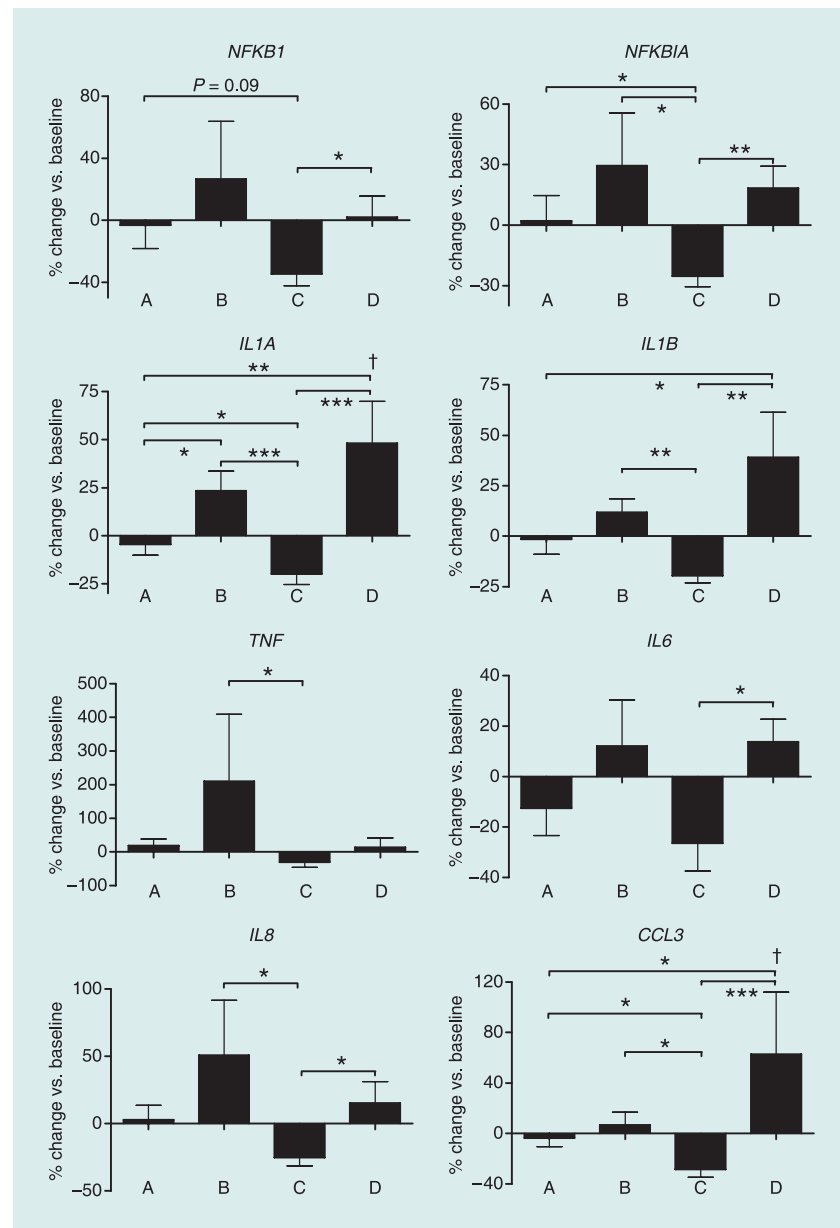 NFKB1
P = 0.09
*
% change vs. baseline
80
40
0
−40
A B C D
NFKBIA
*
*
**
% change vs. baseline
60
30
0
−30
A B C D
IL1A
**
†
***
*
*
***
% change vs. baseline
75
50
25
0
−25
A B C D
IL1B
*
**
**
% change vs. baseline
75
50
25
0
−25
A B C D
TNF
*
% change vs. baseline
500
400
300
200
100
0
−100
A B C D
IL6
*
% change vs. baseline
40
20
0
−20
−40
A B C D
IL8
*
*
% change vs. baseline
100
50
0
−50
A B C D
CCL3
*
†
***
*
*
% change vs. baseline
120
80
40
0
−40
A B C D